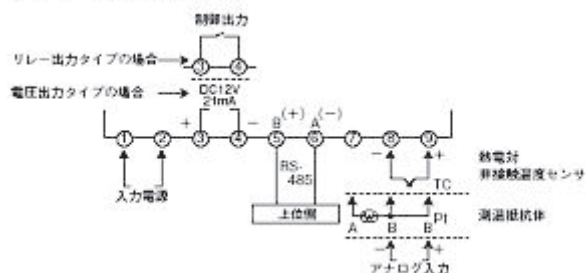 制御出力
リレー出力タイプの場合
③ ④
電圧出力タイプの場合
DC12V
21mA
+ - B(+) A(-)
① ② ③ ④ ⑤ ⑥ ⑦ ⑧ ⑨
- +
入力電源
RS-
485
上位側
熱電対
非接触温度センサ
TC
Pt
測温抵抗体
A B B
- +
アナログ入力